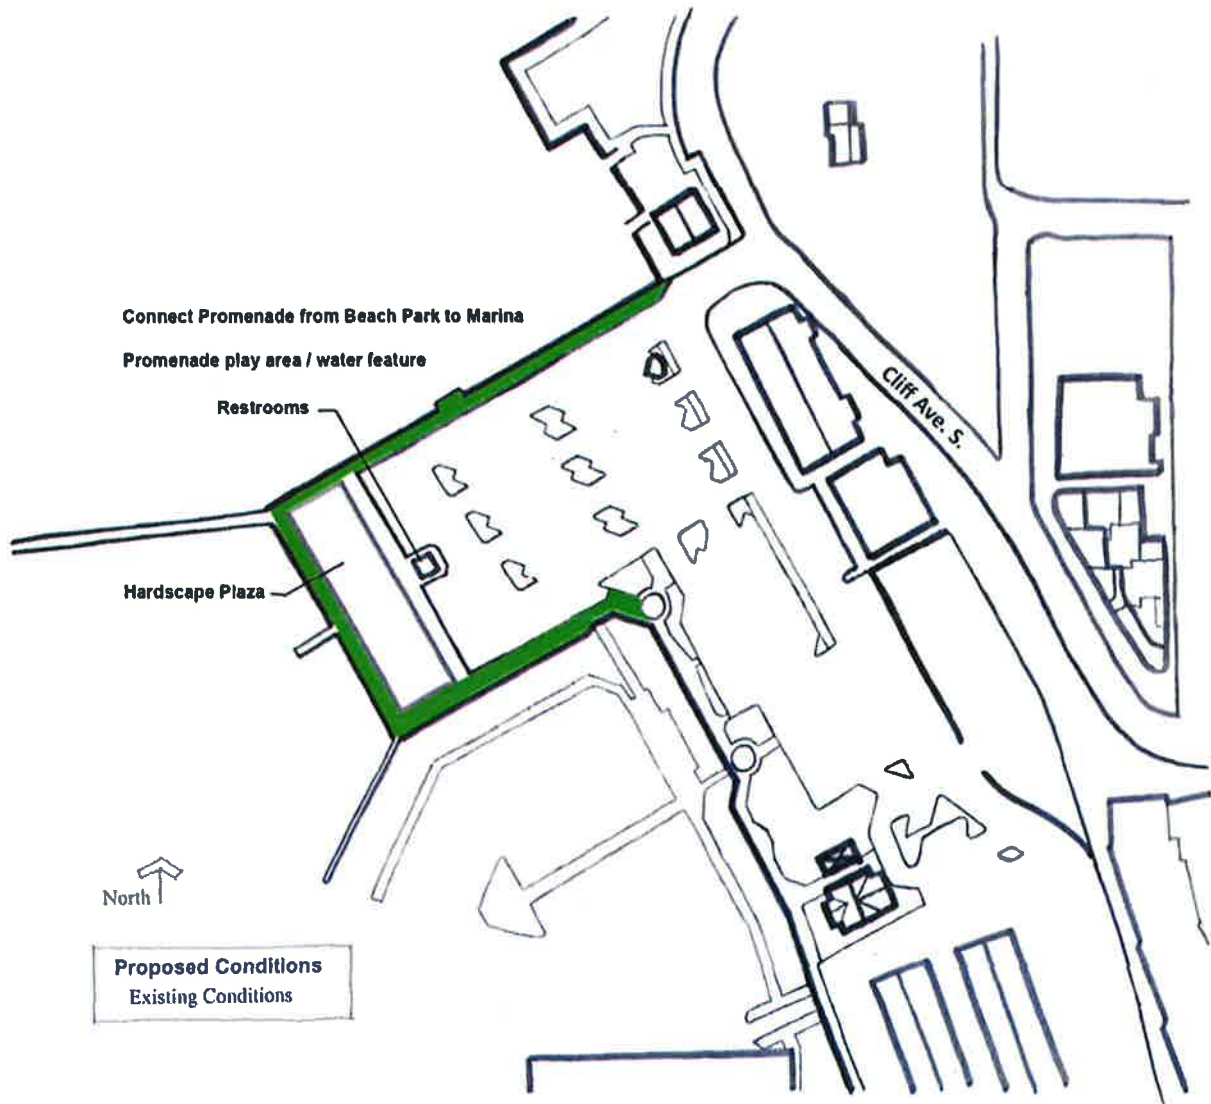 Connect Promenade from Beach Park to Marina
Promenade play area / water feature
Restrooms
Cliff Ave. S.
Hardscape Plaza
North
Proposed Conditions
Existing Conditions